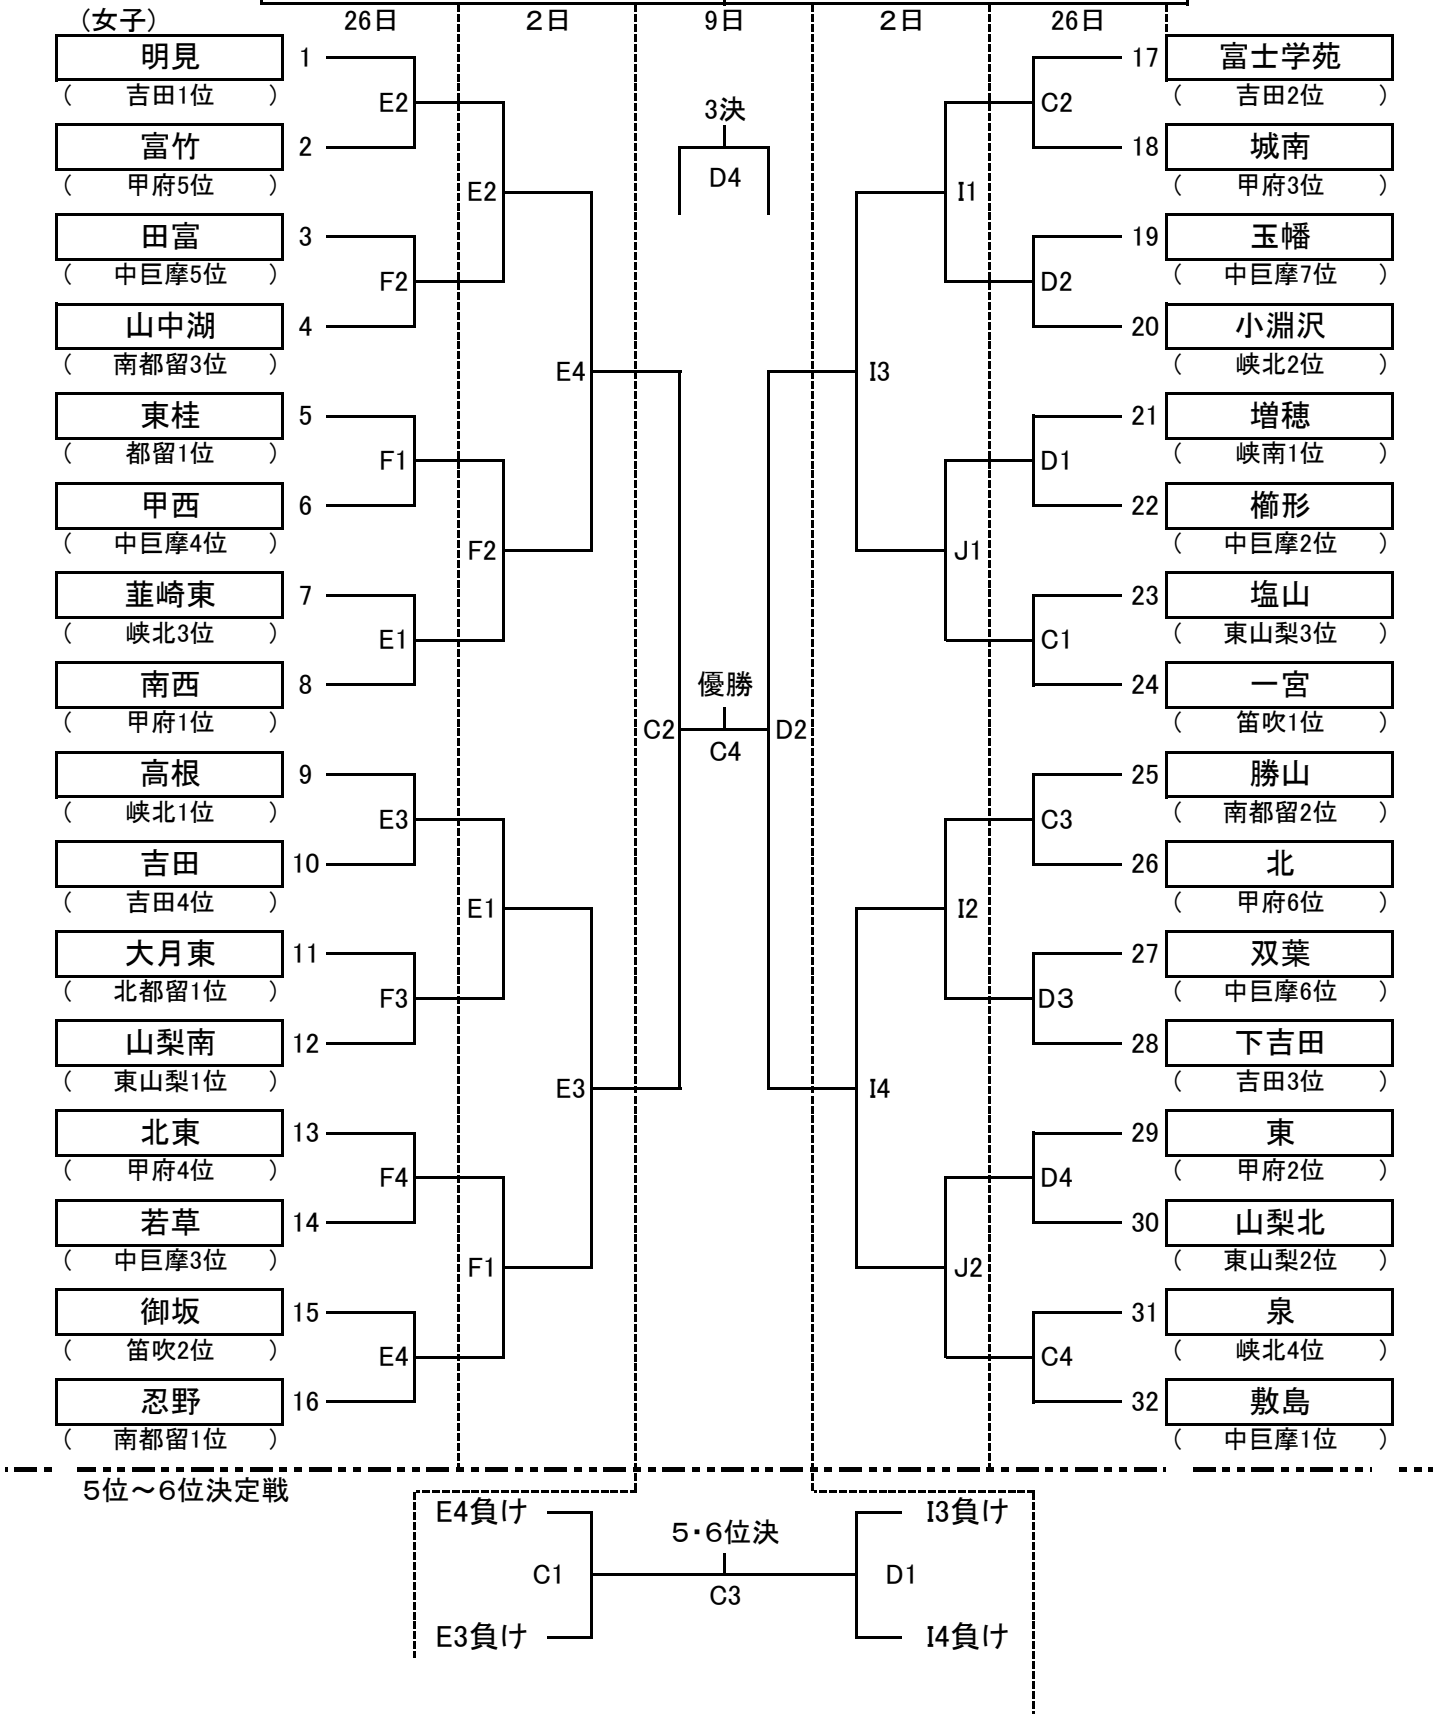 （女子） 26日 2日 9日 2日 26日
明見 1 17 富士学苑
（ 吉田1位 ） E2 C2 （ 吉田2位 ）
3決
富竹 2 18 城南
（ 甲府5位 ） E2 D4 I1 （ 甲府3位 ）
田富 3 19 玉幡
（ 中巨摩5位 ） F2 D2 （ 中巨摩7位 ）
山中湖 4 20 小淵沢
（ 南都留3位 ） E4 I3 （ 峡北2位 ）
東桂 5 21 増穂
（ 都留1位 ） F1 D1 （ 峡南1位 ）
甲西 6 22 櫛形
（ 中巨摩4位 ） F2 J1 （ 中巨摩2位 ）
韮崎東 7 23 塩山
（ 峡北3位 ） E1 C1 （ 東山梨3位 ）
南西 8 優勝 24 一宮
（ 甲府1位 ） C2 C4 D2 （ 笛吹1位 ）
高根 9 25 勝山
（ 峡北1位 ） E3 C3 （ 南都留2位 ）
吉田 10 26 北
（ 吉田4位 ） E1 I2 （ 甲府6位 ）
大月東 11 27 双葉
（ 北都留1位 ） F3 D3 （ 中巨摩6位 ）
山梨南 12 28 下吉田
（ 東山梨1位 ） E3 I4 （ 吉田3位 ）
北東 13 29 東
（ 甲府4位 ） F4 D4 （ 甲府2位 ）
若草 14 30 山梨北
（ 中巨摩3位 ） F1 J2 （ 東山梨2位 ）
御坂 15 31 泉
（ 笛吹2位 ） E4 C4 （ 峡北4位 ）
忍野 16 32 敷島
（ 南都留1位 ） （ 中巨摩1位 ）
5位～6位決定戦
E4負け I3負け
5・6位決
C1 C3 D1
E3負け I4負け